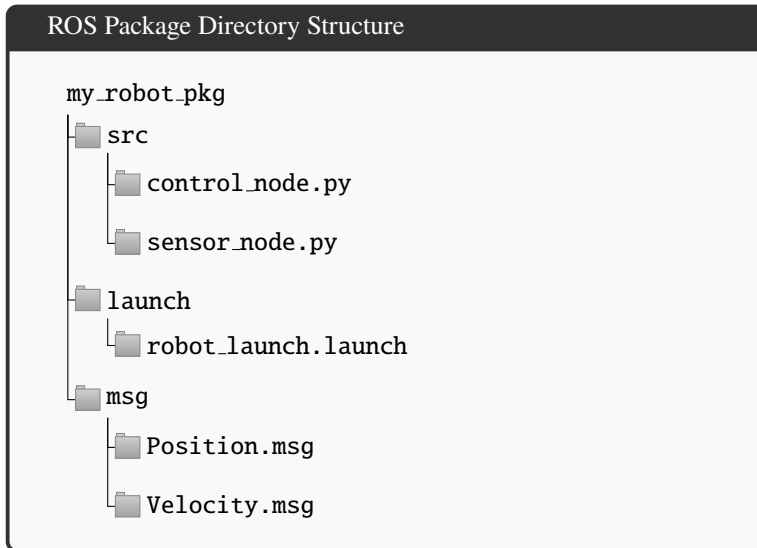 ROS Package Directory Structure
my_robot_pkg
src
control_node.py
sensor_node.py
launch
robot_launch.launch
msg
Position.msg
Velocity.msg